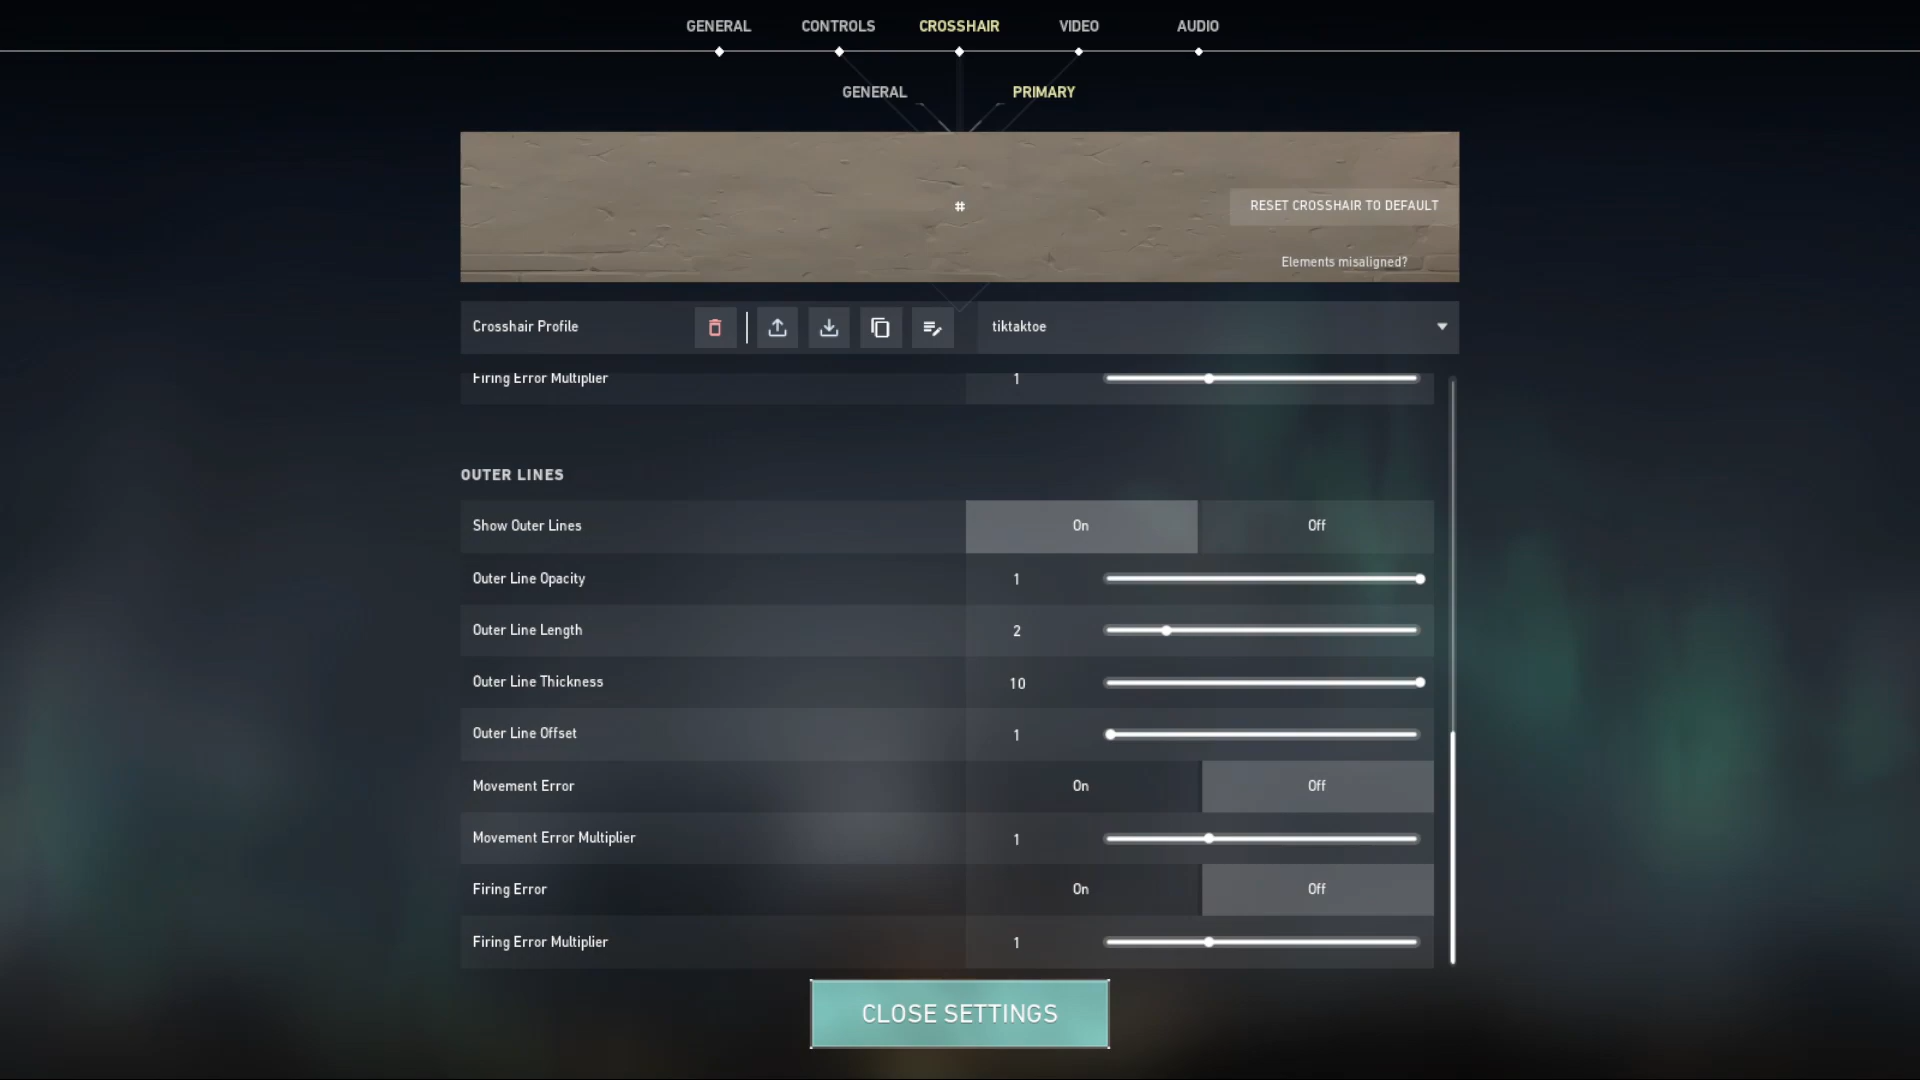 GENERAL CONTROLS CROSSHAIR VIDEO AUDIO
GENERAL PRIMARY
RESET CROSSHAIR TO DEFAULT
Elements misaligned?
Crosshair Profile tiktaktoe
Firing Error Multiplier 1
OUTER LINES
Show Outer Lines On Off
Outer Line Opacity 1
Outer Line Length 2
Outer Line Thickness 10
Outer Line Offset 1
Movement Error On Off
Movement Error Multiplier 1
Firing Error On Off
Firing Error Multiplier 1
CLOSE SETTINGS